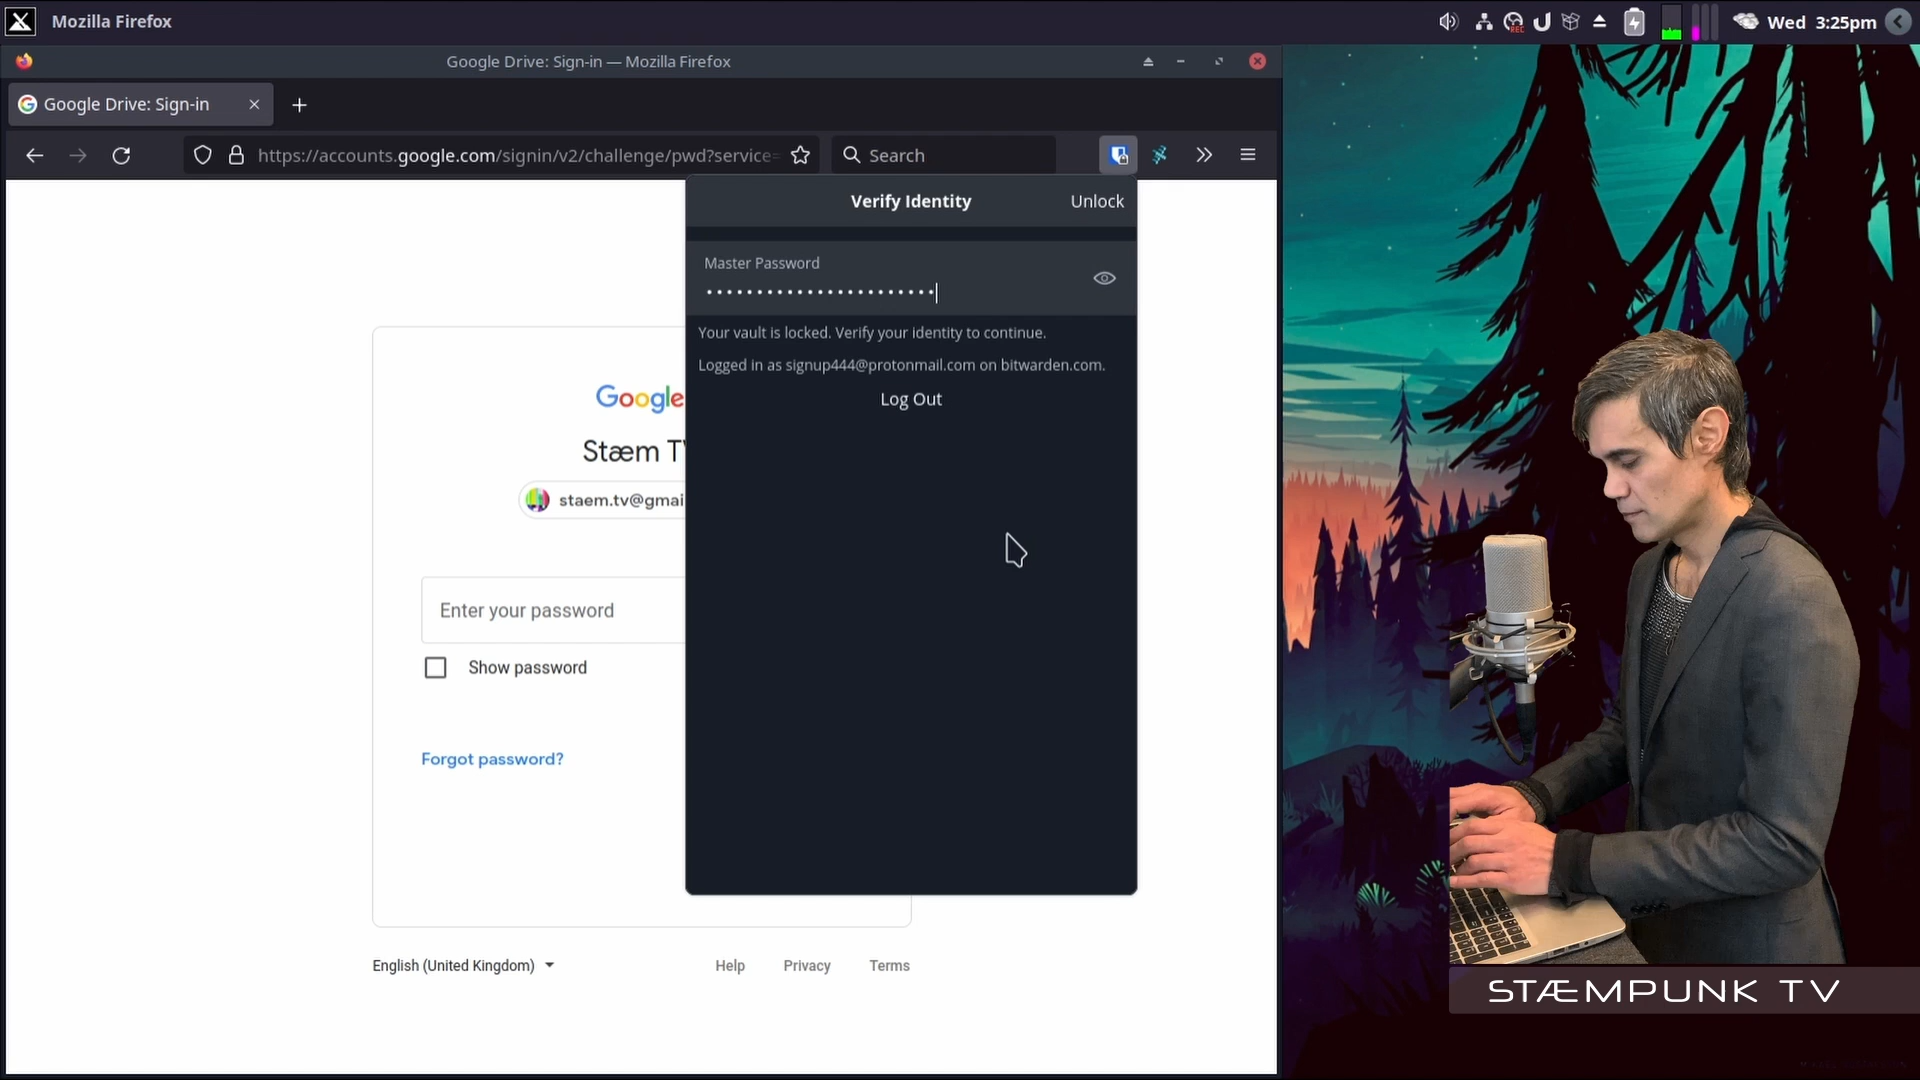 Mozilla Firefox
REC
Wed 3:25pm
Google Drive: Sign-in — Mozilla Firefox
Google Drive: Sign-in
https://accounts.google.com/signin/v2/challenge/pwd?service=
Search
Verify Identity
Unlock
Master Password
Your vault is locked. Verify your identity to continue.
Logged in as signup444@protonmail.com on bitwarden.com.
Log Out
Google
Stæm T
staem.tv@gmai
Enter your password
Show password
Forgot password?
English (United Kingdom)
Help
Privacy
Terms
STÆMPUNK TV